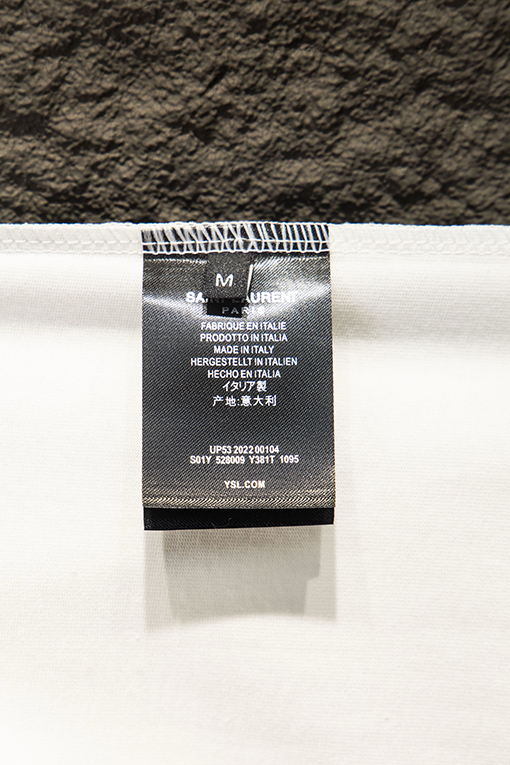 M
SAINT LAURENT
PARIS
FABRIQUE EN ITALIE
PRODOTTO IN ITALIA
MADE IN ITALY
HERGESTELLT IN ITALIEN
HECHO EN ITALIA
イタリア製
产地:意大利
UP53 2022 00104
S01Y 528009 Y381T 1095
YSL.COM